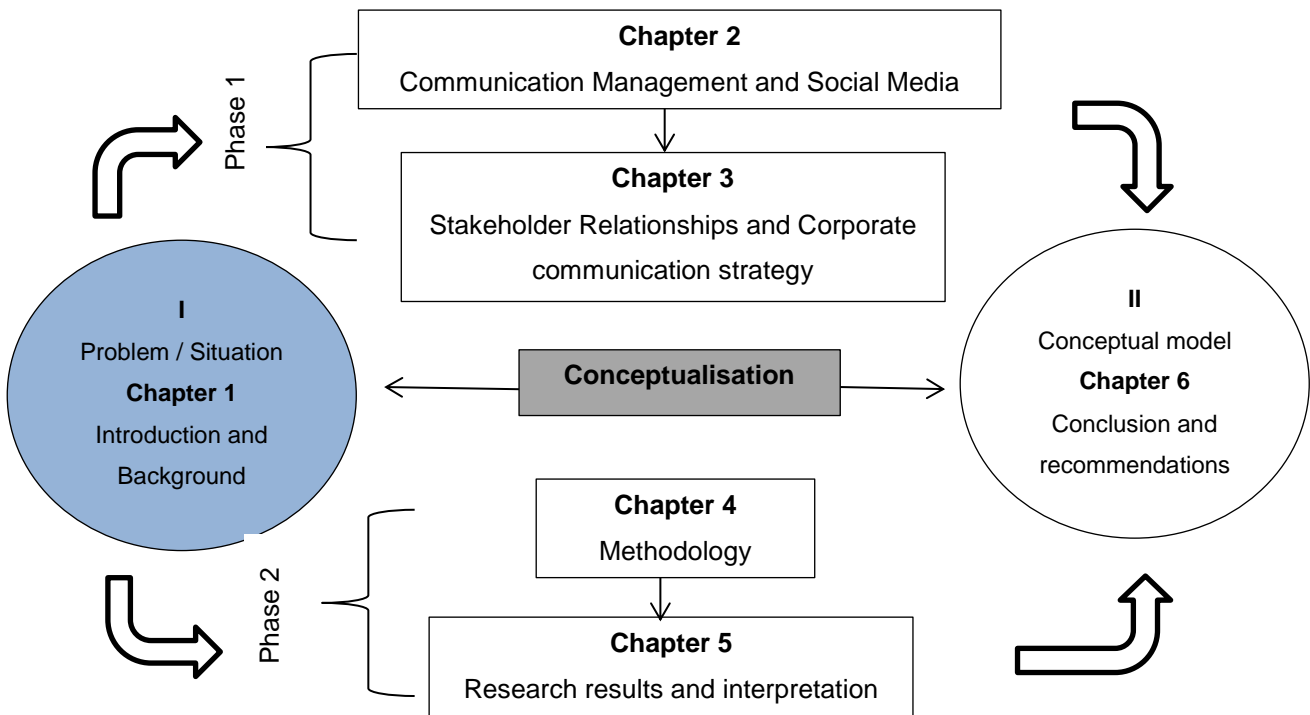 Phase 1
Chapter 2
Communication Management and Social Media
Chapter 3
Stakeholder Relationships and Corporate
communication strategy
I
Problem / Situation
Chapter 1
Introduction and
Background
Conceptualisation
II
Conceptual model
Chapter 6
Conclusion and
recommendations
Phase 2
Chapter 4
Methodology
Chapter 5
Research results and interpretation